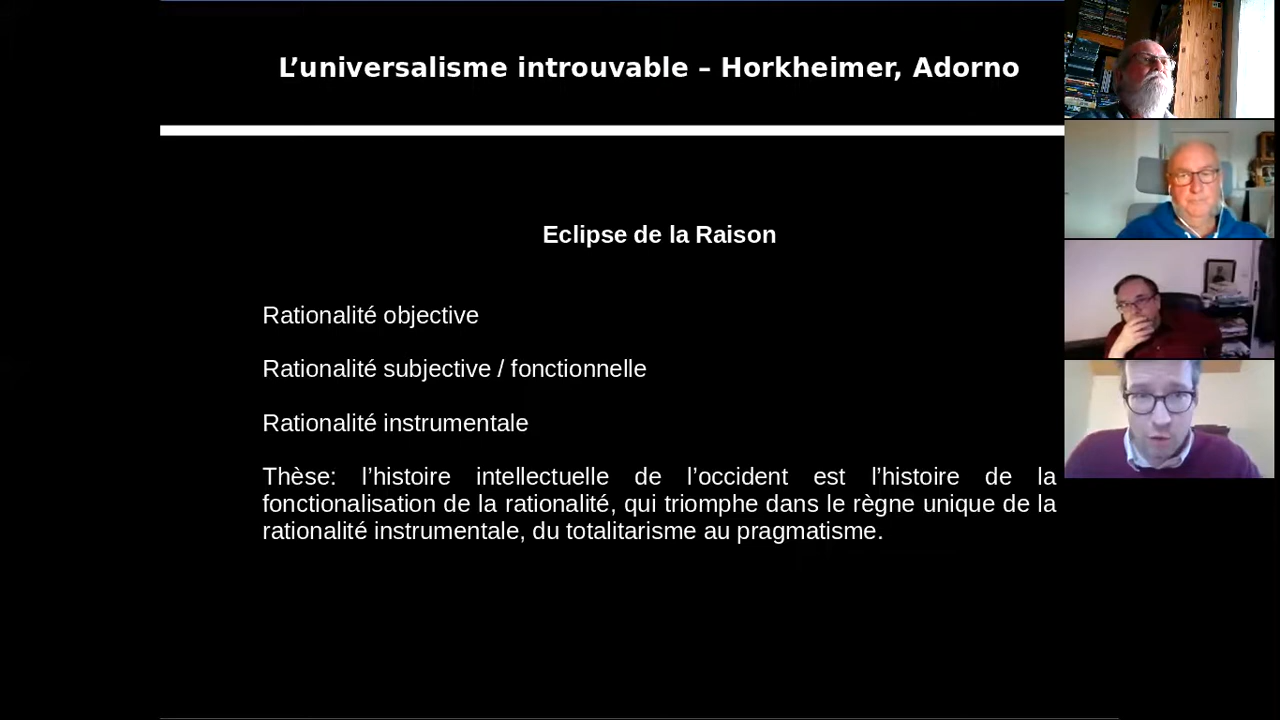 L’universalisme introuvable – Horkheimer, Adorno
Eclipse de la Raison
Rationalité objective
Rationalité subjective / fonctionnelle
Rationalité instrumentale
Thèse: l’histoire intellectuelle de l’occident est l’histoire de la
fonctionalisation de la rationalité, qui triomphe dans le règne unique de la
rationalité instrumentale, du totalitarisme au pragmatisme.